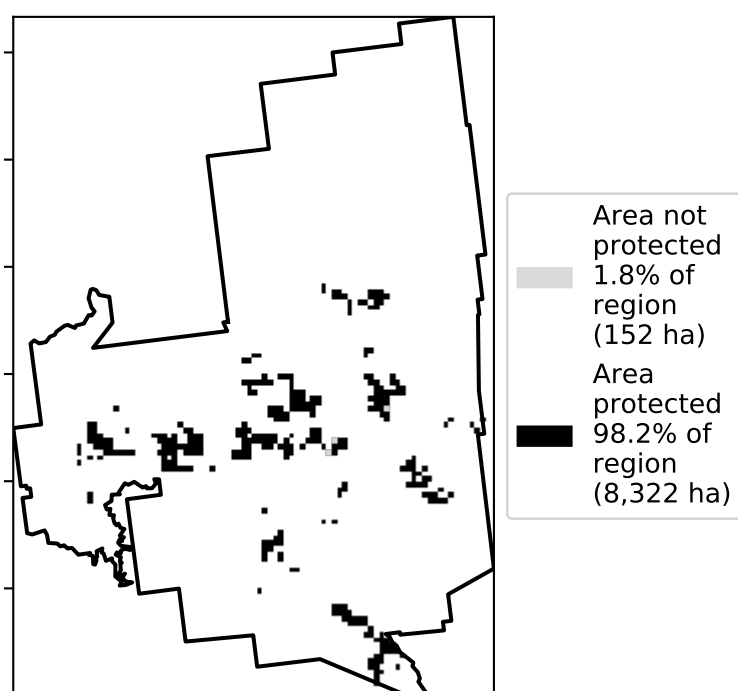 Area not
protected
1.8% of
region
(152 ha)
Area
protected
98.2% of
region
(8,322 ha)